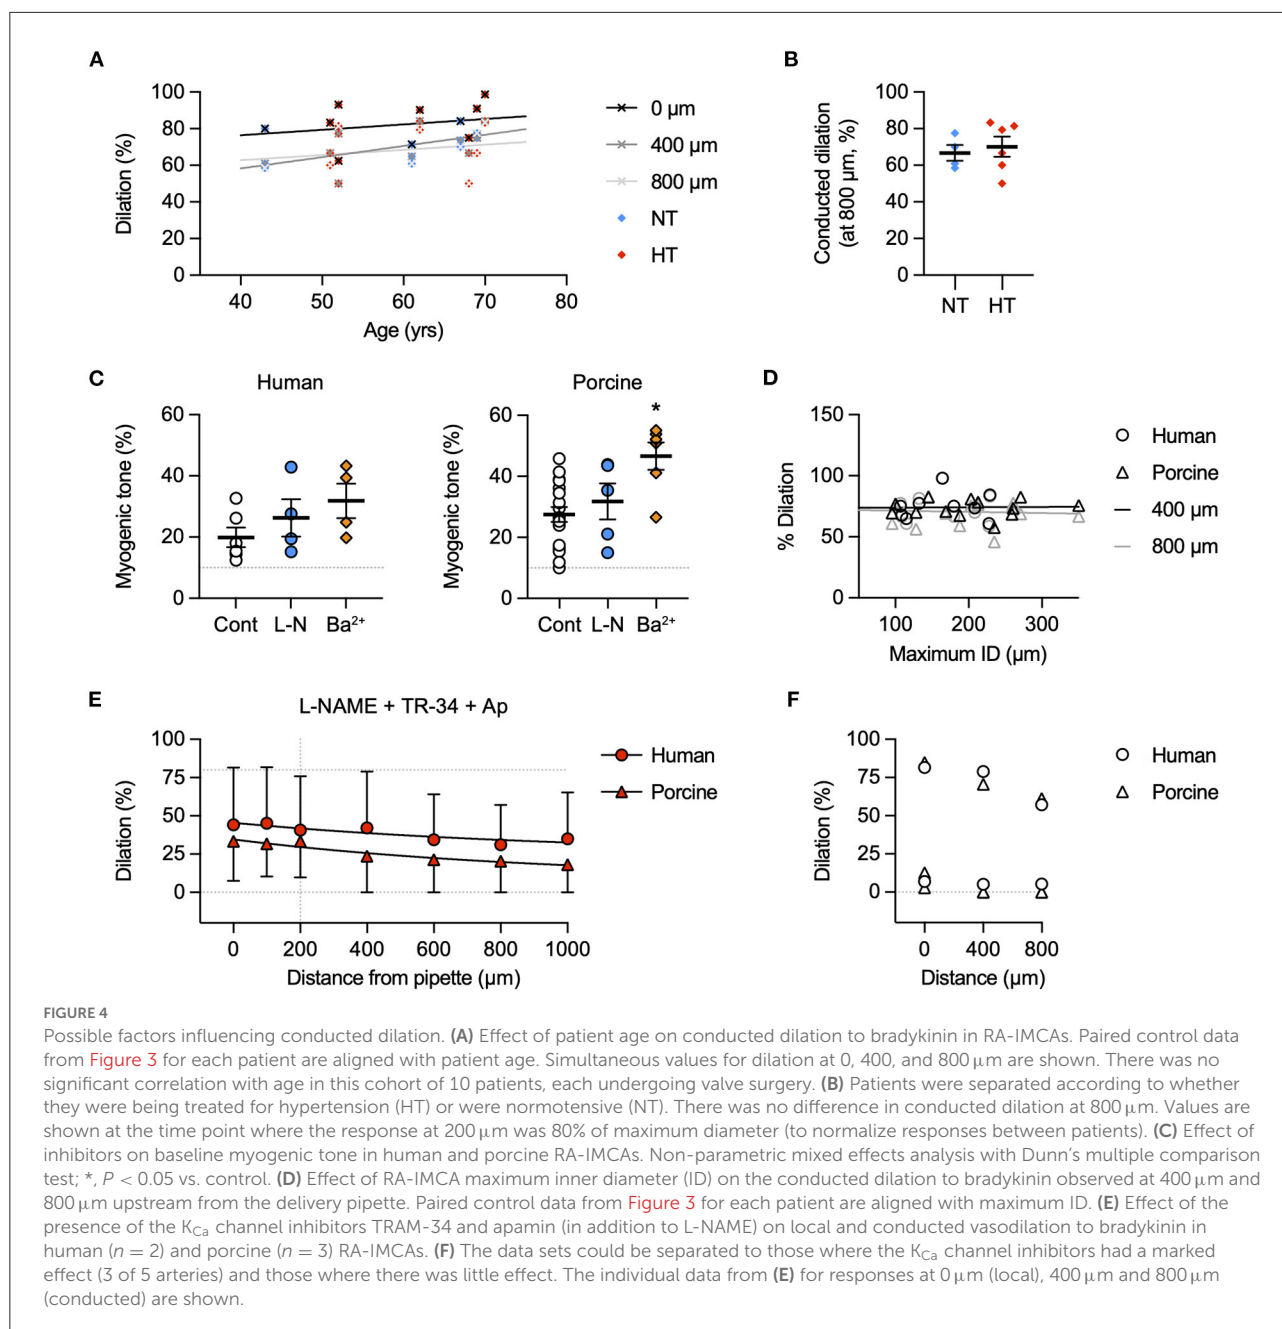 A
100
80
60
40
20
0
Dilation (%)
40
50
60
70
80
Age (yrs)
0 µm
400 µm
800 µm
NT
HT
B
100
80
60
40
20
0
Conducted dilation
(at 800 µm, %)
NT
HT
C
Human
60
40
20
0
Myogenic tone (%)
Cont
L-N
Ba²⁺
Porcine
*
60
40
20
0
Myogenic tone (%)
Cont
L-N
Ba²⁺
D
150
100
50
0
% Dilation
100
200
300
Maximum ID (µm)
Human
Porcine
400 µm
800 µm
E
L-NAME + TR-34 + Ap
100
75
50
25
0
Dilation (%)
0
200
400
600
800
1000
Distance from pipette (µm)
Human
Porcine
F
100
75
50
25
0
Dilation (%)
0
400
800
Distance (µm)
Human
Porcine
FIGURE 4
Possible factors influencing conducted dilation. (A) Effect of patient age on conducted dilation to bradykinin in RA-IMCAs. Paired control data
from Figure 3 for each patient are aligned with patient age. Simultaneous values for dilation at 0, 400, and 800 µm are shown. There was no
significant correlation with age in this cohort of 10 patients, each undergoing valve surgery. (B) Patients were separated according to whether
they were being treated for hypertension (HT) or were normotensive (NT). There was no difference in conducted dilation at 800 µm. Values are
shown at the time point where the response at 200 µm was 80% of maximum diameter (to normalize responses between patients). (C) Effect of
inhibitors on baseline myogenic tone in human and porcine RA-IMCAs. Non-parametric mixed effects analysis with Dunn's multiple comparison
test; *, P < 0.05 vs. control. (D) Effect of RA-IMCA maximum inner diameter (ID) on the conducted dilation to bradykinin observed at 400 µm and
800 µm upstream from the delivery pipette. Paired control data from Figure 3 for each patient are aligned with maximum ID. (E) Effect of the
presence of the KCa channel inhibitors TRAM-34 and apamin (in addition to L-NAME) on local and conducted vasodilation to bradykinin in
human (n = 2) and porcine (n = 3) RA-IMCAs. (F) The data sets could be separated to those where the KCa channel inhibitors had a marked
effect (3 of 5 arteries) and those where there was little effect. The individual data from (E) for responses at 0 µm (local), 400 µm and 800 µm
(conducted) are shown.